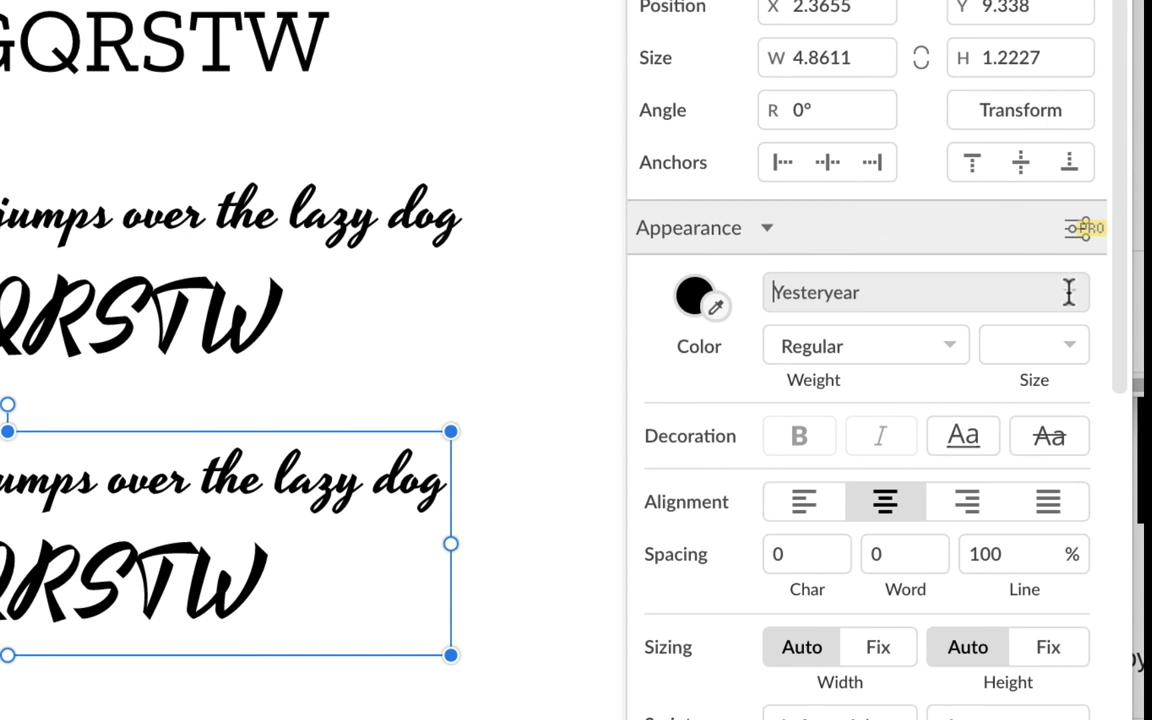 GQRSTW
jumps over the lazy dog
QRSTW
umps over the lazy dog
QRSTW
Position X 2.3655 Y 9.338
Size W 4.8611 H 1.2227
Angle R 0° Transform
Anchors
Appearance PRO
Yesteryear
Color Regular
Weight Size
Decoration B I Aa Aa
Alignment
Spacing 0 0 100 %
Char Word Line
Sizing Auto Fix Auto Fix
Width Height